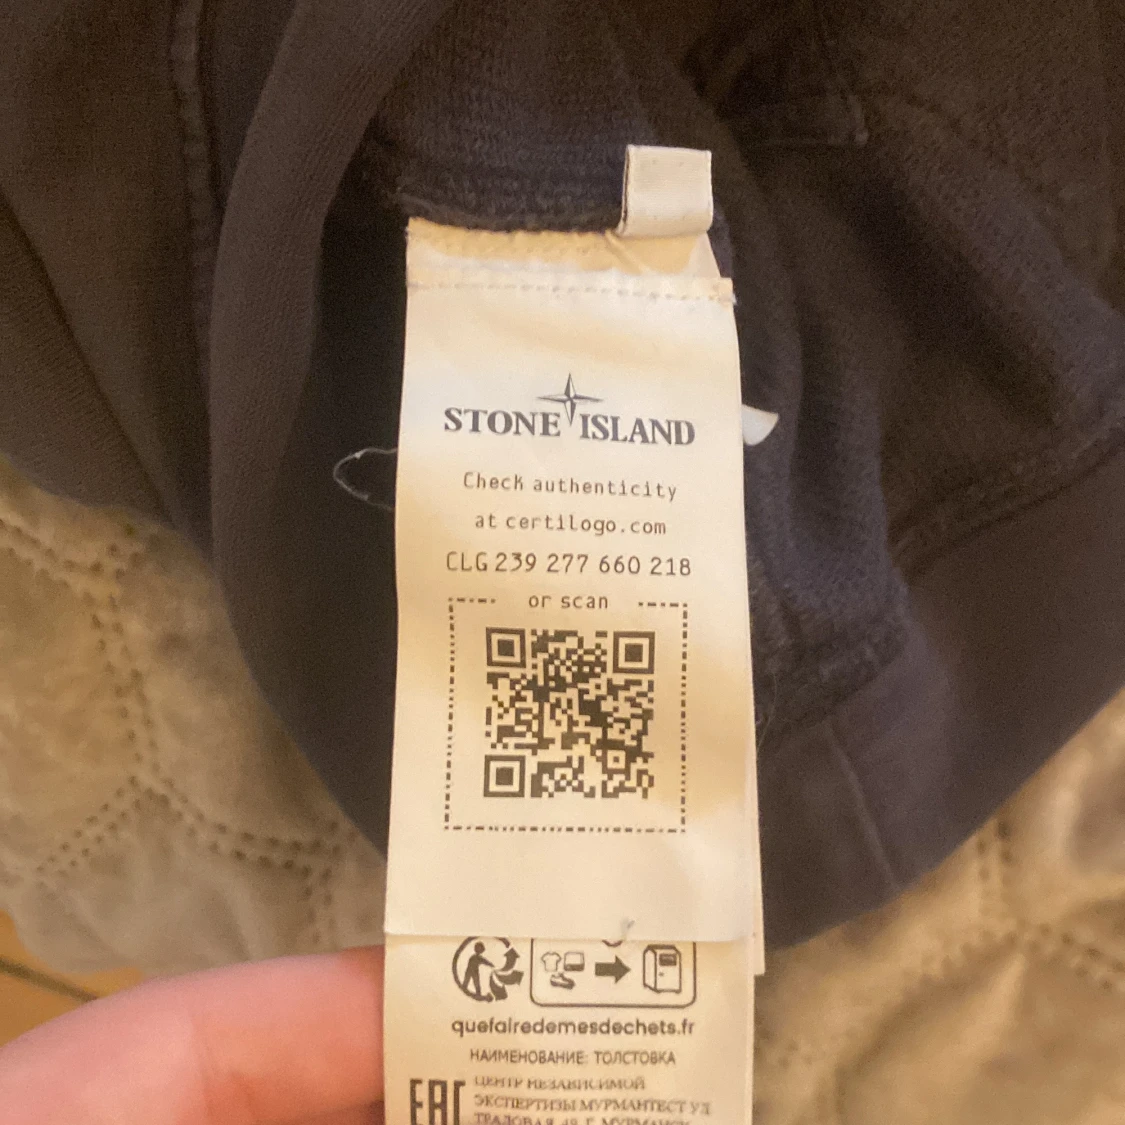 STONE ISLAND
Check authenticity
at certilogo.com
CLG 239 277 660 218
or scan
quefairedemesdechets.fr
НАИМЕНОВАНИЕ: ТОЛСТОВКА
EAC
ЦЕНТР НЕЗАВИСИМОЙ
ЭКСПЕРТИЗЫ МУРМАНТЕСТ УЛ